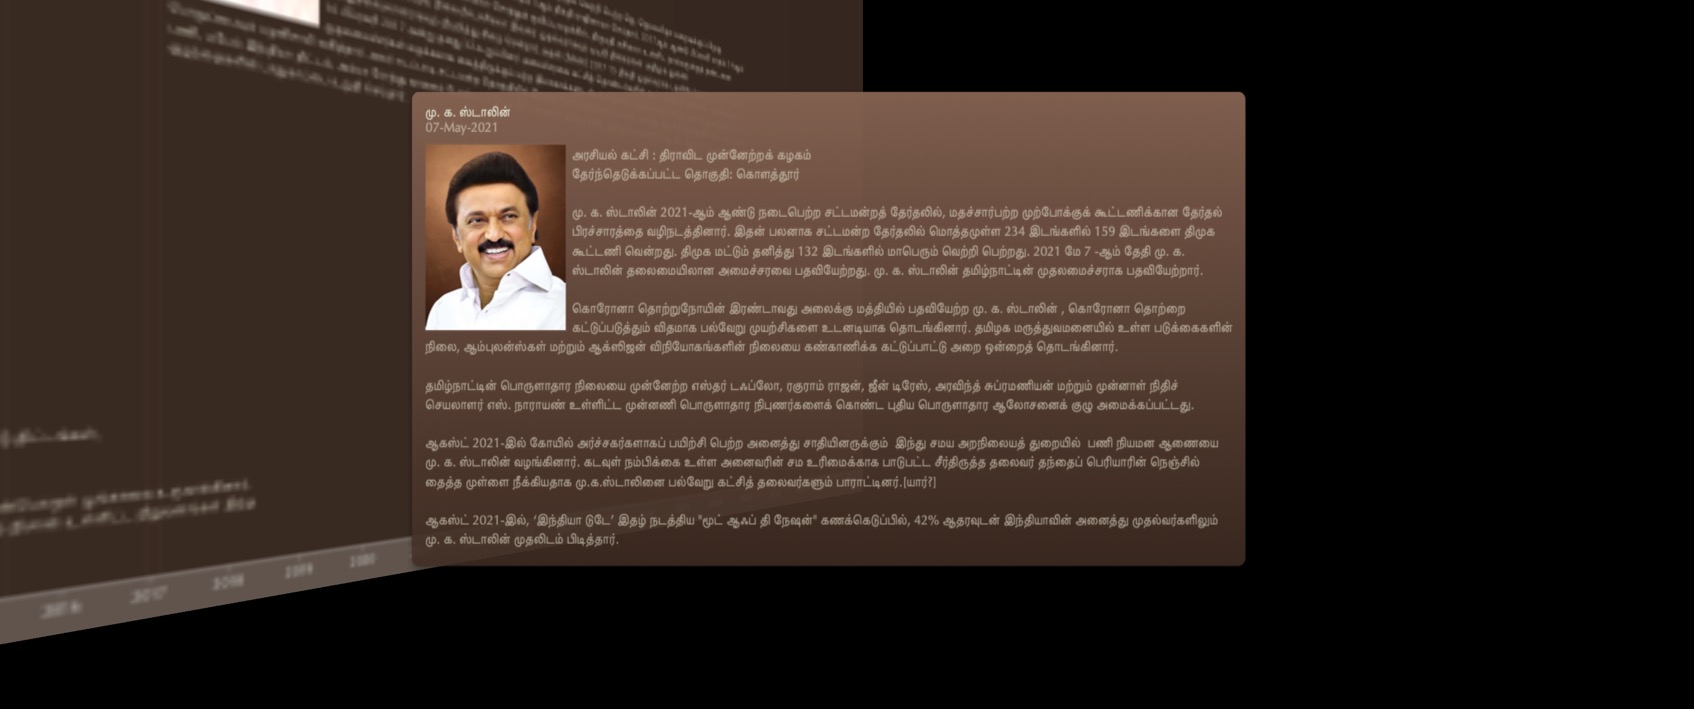 மு. க. ஸ்டாலின்
07-May-2021
அரசியல் கட்சி : திராவிட முன்னேற்றக் கழகம்
தேர்ந்தெடுக்கப்பட்ட தொகுதி: கொளத்தூர்
மு. க. ஸ்டாலின் 2021-ஆம் ஆண்டு நடைபெற்ற சட்டமன்றத் தேர்தலில், மதச்சார்பற்ற முற்போக்குக் கூட்டணிக்கான தேர்தல்
பிரச்சாரத்தை வழிநடத்தினார். இதன் பலனாக சட்டமன்ற தேர்தலில் மொத்தமுள்ள 234 இடங்களில் 159 இடங்களை திமுக
கூட்டணி வென்றது. திமுக மட்டும் தனித்து 132 இடங்களில் மாபெரும் வெற்றி பெற்றது. 2021 மே 7 -ஆம் தேதி மு. க.
ஸ்டாலின் தலைமையிலான அமைச்சரவை பதவியேற்றது. மு. க. ஸ்டாலின் தமிழ்நாட்டின் முதலமைச்சராக பதவியேற்றார்.
கொரோனா தொற்றுநோயின் இரண்டாவது அலைக்கு மத்தியில் பதவியேற்ற மு. க. ஸ்டாலின் , கொரோனா தொற்றை
கட்டுப்படுத்தும் விதமாக பல்வேறு முயற்சிகளை உடனடியாக தொடங்கினார். தமிழக மருத்துவமனையில் உள்ள படுக்கைகளின்
நிலை, ஆம்புலன்ஸ்கள் மற்றும் ஆக்ஸிஜன் விநியோகங்களின் நிலையை கண்காணிக்க கட்டுப்பாட்டு அறை ஒன்றைத் தொடங்கினார்.
தமிழ்நாட்டின் பொருளாதார நிலையை முன்னேற்ற எஸ்தர் டஃப்லோ, ரகுராம் ராஜன், ஜீன் டிரேஸ், அரவிந்த் சுப்ரமணியன் மற்றும் முன்னாள் நிதிச்
செயலாளர் எஸ். நாராயண் உள்ளிட்ட முன்னணி பொருளாதார நிபுணர்களைக் கொண்ட புதிய பொருளாதார ஆலோசனைக் குழு அமைக்கப்பட்டது.
ஆகஸ்ட் 2021-இல் கோயில் அர்ச்சகர்களாகப் பயிற்சி பெற்ற அனைத்து சாதியினருக்கும் இந்து சமய அறநிலையத் துறையில் பணி நியமன ஆணையை
மு. க. ஸ்டாலின் வழங்கினார். கடவுள் நம்பிக்கை உள்ள அனைவரின் சம உரிமைக்காக பாடுபட்ட சீர்திருத்த தலைவர் தந்தைப் பெரியாரின் நெஞ்சில்
தைத்த முள்ளை நீக்கியதாக மு.க.ஸ்டாலினை பல்வேறு கட்சித் தலைவர்களும் பாராட்டினர்.[யார்?]
ஆகஸ்ட் 2021-இல், ‘இந்தியா டுடே’ இதழ் நடத்திய "மூட் ஆஃப் தி நேஷன்" கணக்கெடுப்பில், 42% ஆதரவுடன் இந்தியாவின் அனைத்து முதல்வர்களிலும்
மு. க. ஸ்டாலின் முதலிடம் பிடித்தார்.